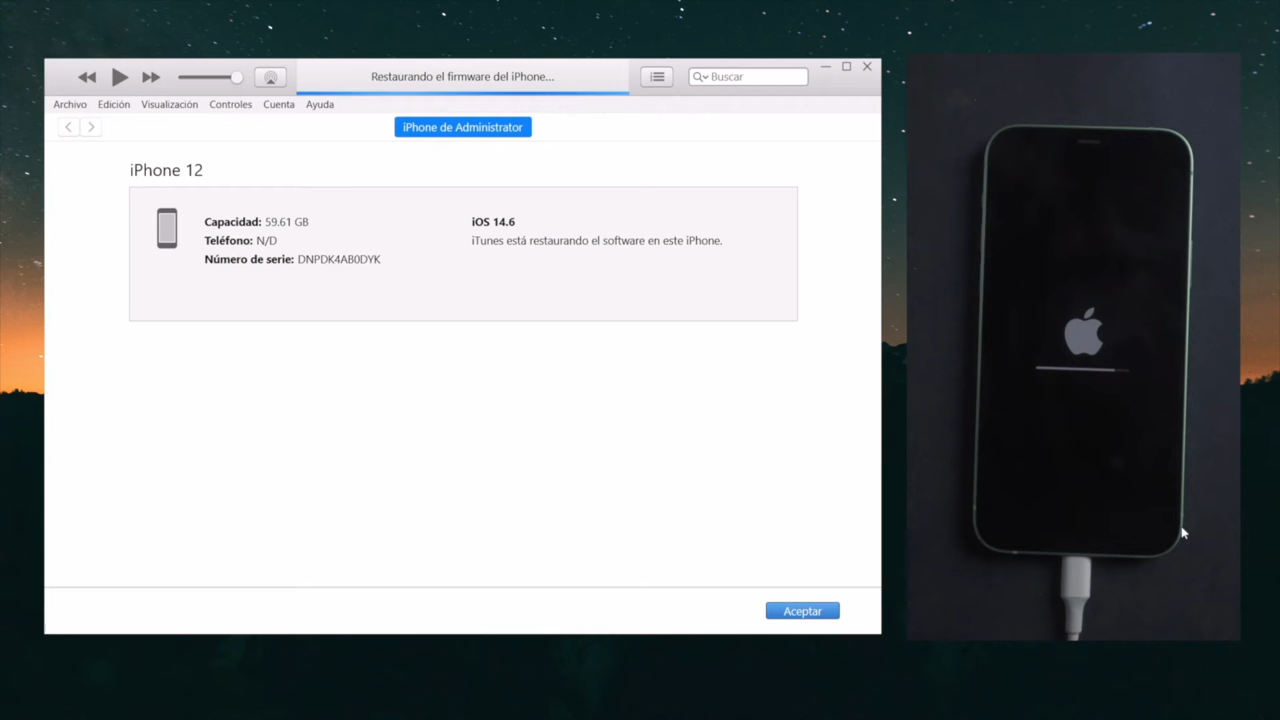 Restaurando el firmware del iPhone...
Buscar
Archivo Edición Visualización Controles Cuenta Ayuda
iPhone de Administrator
iPhone 12
Capacidad: 59.61 GB
Teléfono: N/D
Número de serie: DNPDK4AB0DYK
iOS 14.6
iTunes está restaurando el software en este iPhone.
Aceptar